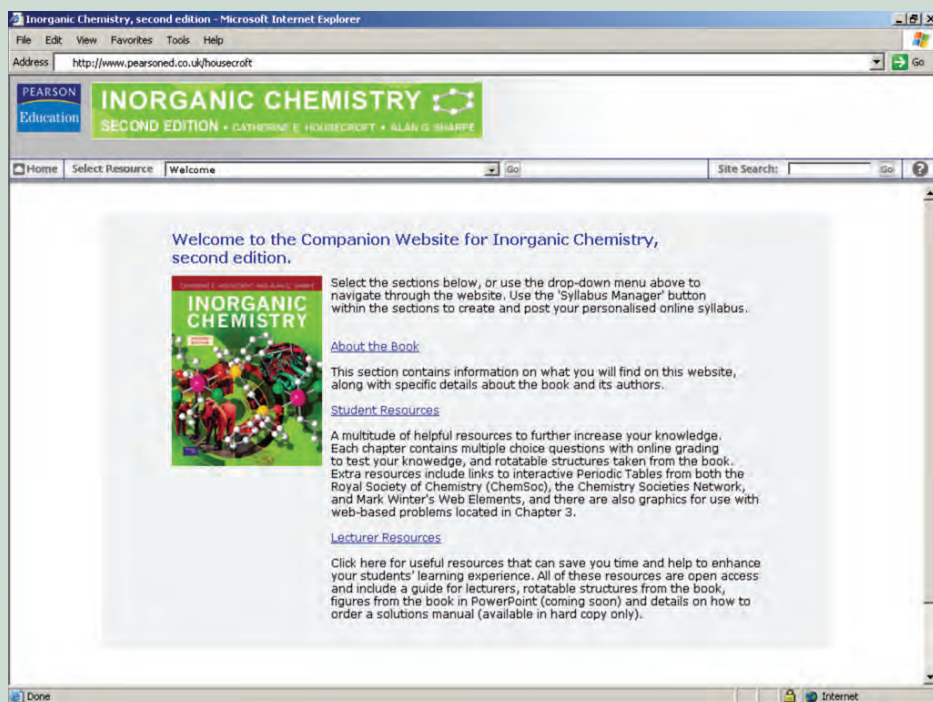 Inorganic Chemistry, second edition - Microsoft Internet Explorer
File Edit View Favorites Tools Help
Address http://www.pearsoned.co.uk/housecroft Go
PEARSON
Education
INORGANIC CHEMISTRY
SECOND EDITION • CATHERINE E. HOUSECROFT • ALAN G. SHARPE
Home Select Resource Welcome Go Site Search: Go ?
Welcome to the Companion Website for Inorganic Chemistry,
second edition.
INORGANIC
CHEMISTRY
Select the sections below, or use the drop-down menu above to
navigate through the website. Use the 'Syllabus Manager' button
within the sections to create and post your personalised online syllabus.
About the Book
This section contains information on what you will find on this website,
along with specific details about the book and its authors.
Student Resources
A multitude of helpful resources to further increase your knowledge.
Each chapter contains multiple choice questions with online grading
to test your knowedge, and rotatable structures taken from the book.
Extra resources include links to interactive Periodic Tables from both the
Royal Society of Chemistry (ChemSoc), the Chemistry Societies Network,
and Mark Winter's Web Elements, and there are also graphics for use with
web-based problems located in Chapter 3.
Lecturer Resources
Click here for useful resources that can save you time and help to enhance
your students' learning experience. All of these resources are open access
and include a guide for lecturers, rotatable structures from the book,
figures from the book in PowerPoint (coming soon) and details on how to
order a solutions manual (available in hard copy only).
Done Internet